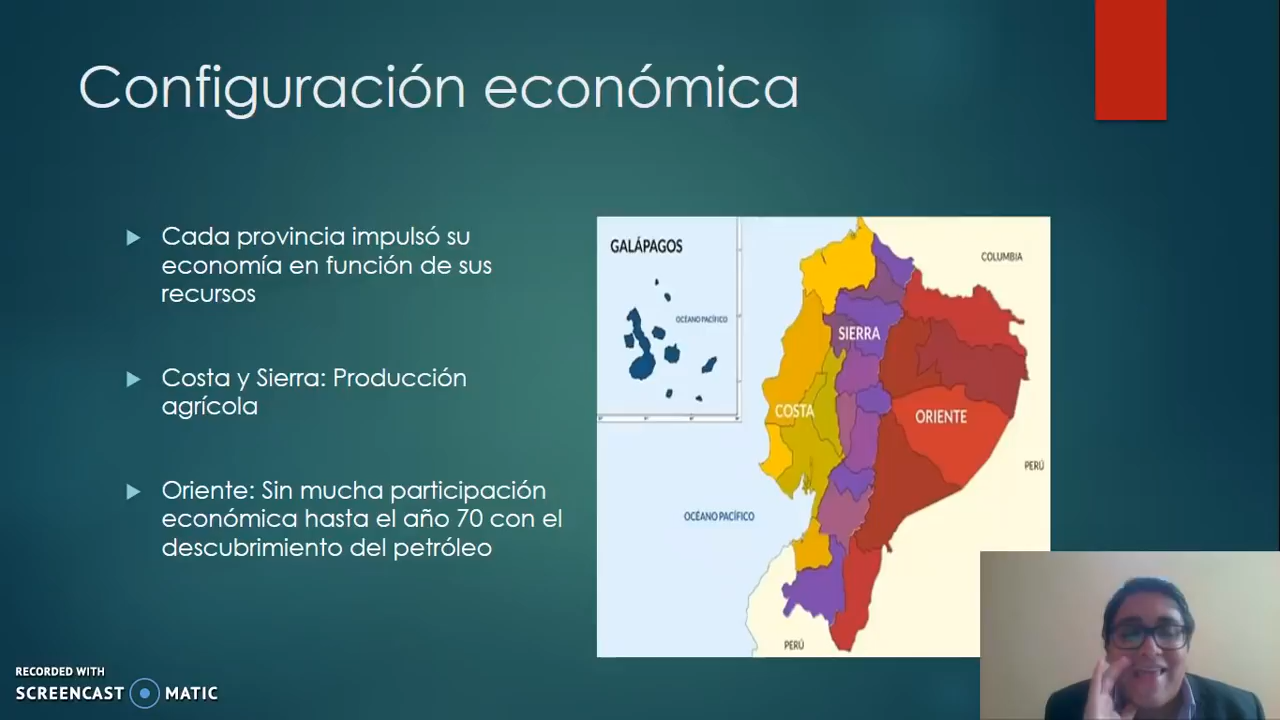 Configuración económica
Cada provincia impulsó su
economía en función de sus
recursos
Costa y Sierra: Producción
agrícola
Oriente: Sin mucha participación
económica hasta el año 70 con el
descubrimiento del petróleo
GALÁPAGOS
OCÉANO PACÍFICO
COLUMBIA
SIERRA
COSTA
ORIENTE
PERÚ
OCÉANO PACÍFICO
PERÚ
RECORDED WITH
SCREENCAST MATIC